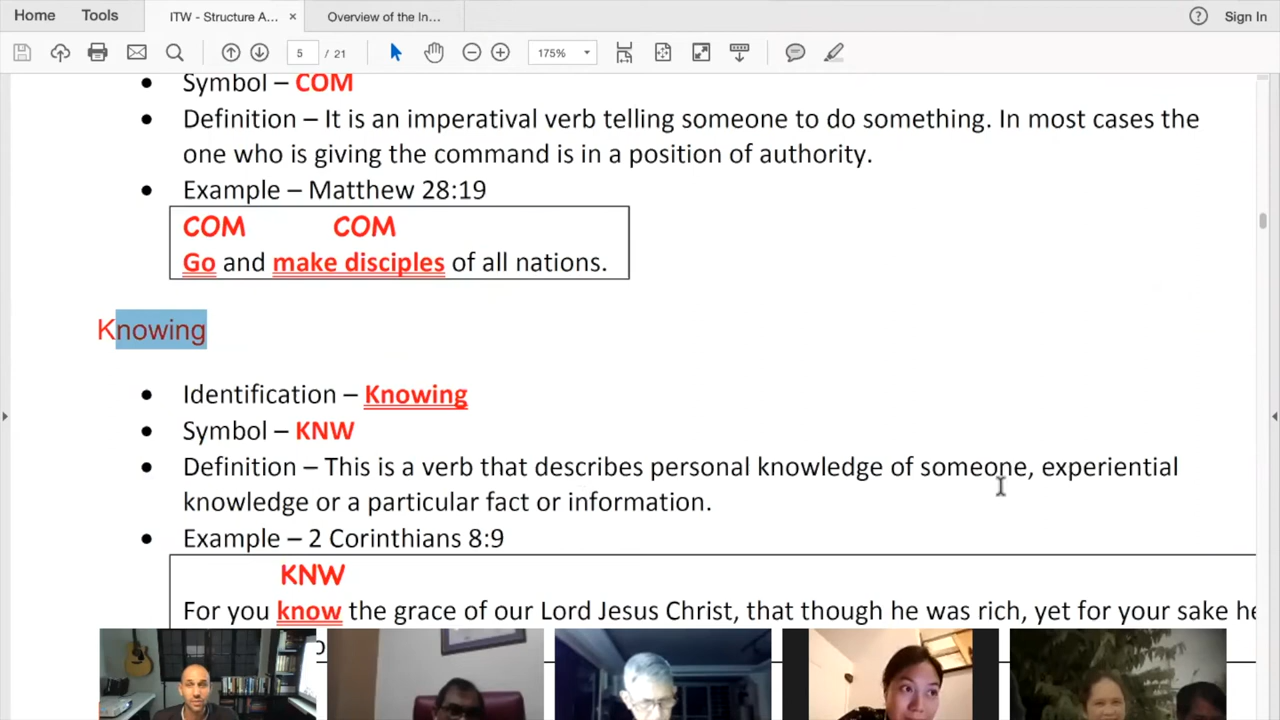 Home Tools ITW - Structure A... × Overview of the In... ? Sign In
5 / 21 175%
• Symbol – COM
• Definition – It is an imperatival verb telling someone to do something. In most cases the
one who is giving the command is in a position of authority.
• Example – Matthew 28:19
COM COM
Go and make disciples of all nations.
Knowing
• Identification – Knowing
• Symbol – KNW
• Definition – This is a verb that describes personal knowledge of someone, experiential
knowledge or a particular fact or information.
• Example – 2 Corinthians 8:9
KNW
For you know the grace of our Lord Jesus Christ, that though he was rich, yet for your sake he